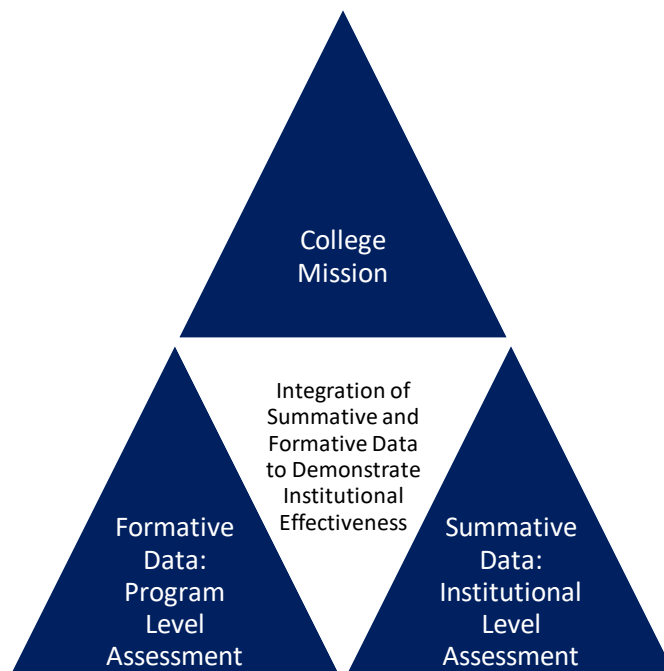 College
Mission
Integration of
Summative and
Formative Data
to Demonstrate
Institutional
Effectiveness
Formative
Data:
Program
Level
Assessment
Summative
Data:
Institutional
Level
Assessment